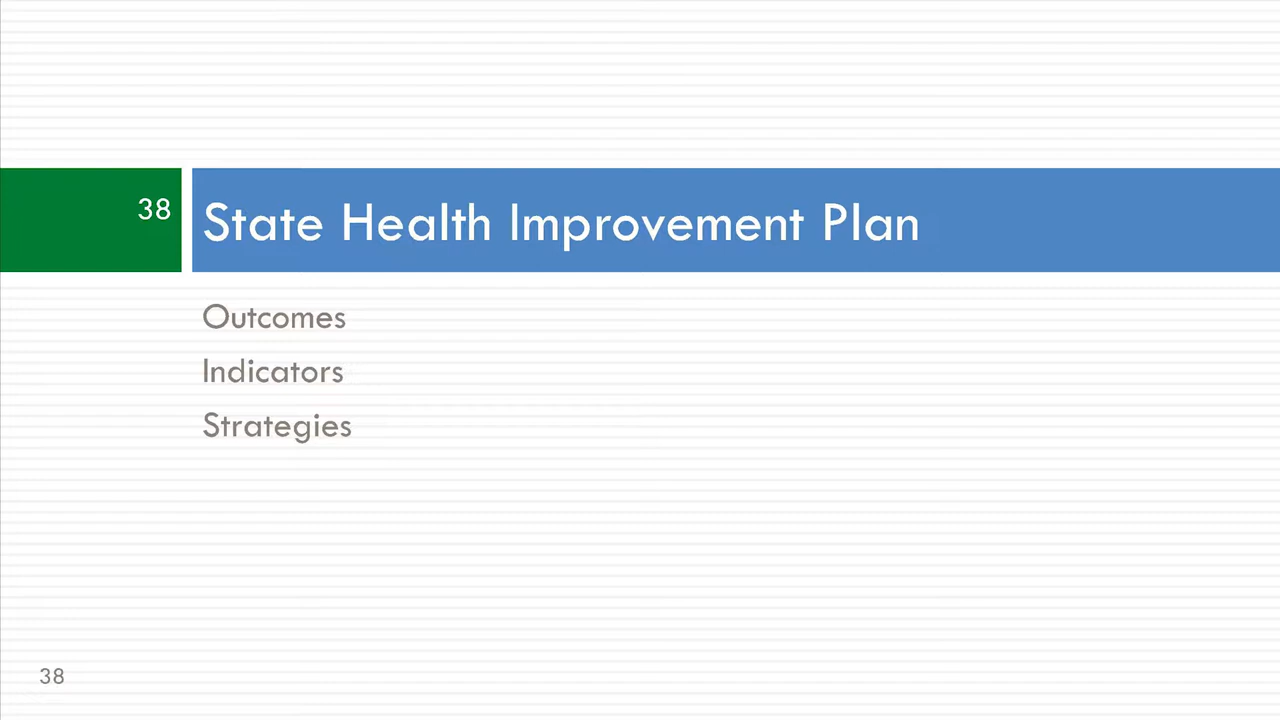 38
State Health Improvement Plan
Outcomes
Indicators
Strategies
38